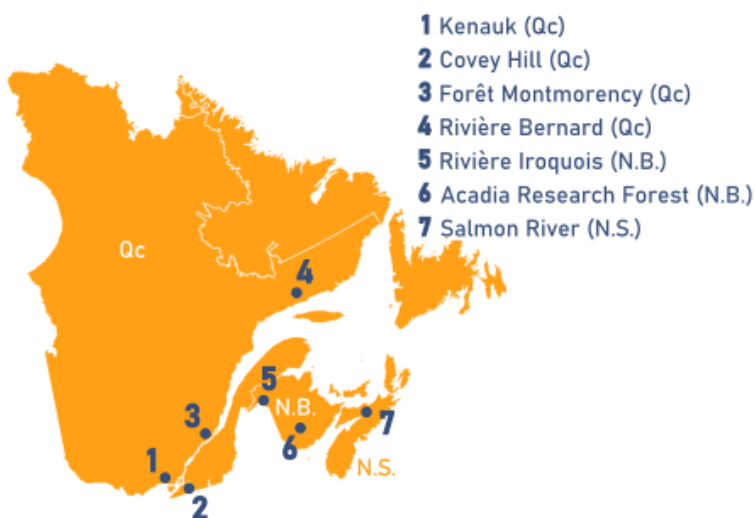 1 Kenauk (Qc)
2 Covey Hill (Qc)
3 Forêt Montmorency (Qc)
4 Rivière Bernard (Qc)
5 Rivière Iroquois (N.B.)
6 Acadia Research Forest (N.B.)
7 Salmon River (N.S.)
Qc
4
5
N.B.
3
6
7
1
N.S.
2